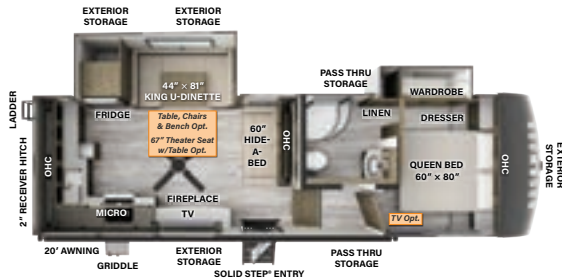 EXTERIOR
STORAGE
EXTERIOR
STORAGE
44" × 81"
KING U-DINETTE
PASS THRU
STORAGE
WARDROBE
LADDER
FRIDGE
Table, Chairs
& Bench Opt.
67" Theater Seat
w/Table Opt.
60"
HIDE-
A-
BED
OHC
LINEN
DRESSER
OHC
QUEEN BED
60" x 80"
OHC
EXTERIOR
STORAGE
2" RECEIVER HITCH
FIREPLACE
MICRO
TV
TV Opt.
20' AWNING
GRIDDLE
EXTERIOR
STORAGE
SOLID STEP® ENTRY
PASS THRU
STORAGE